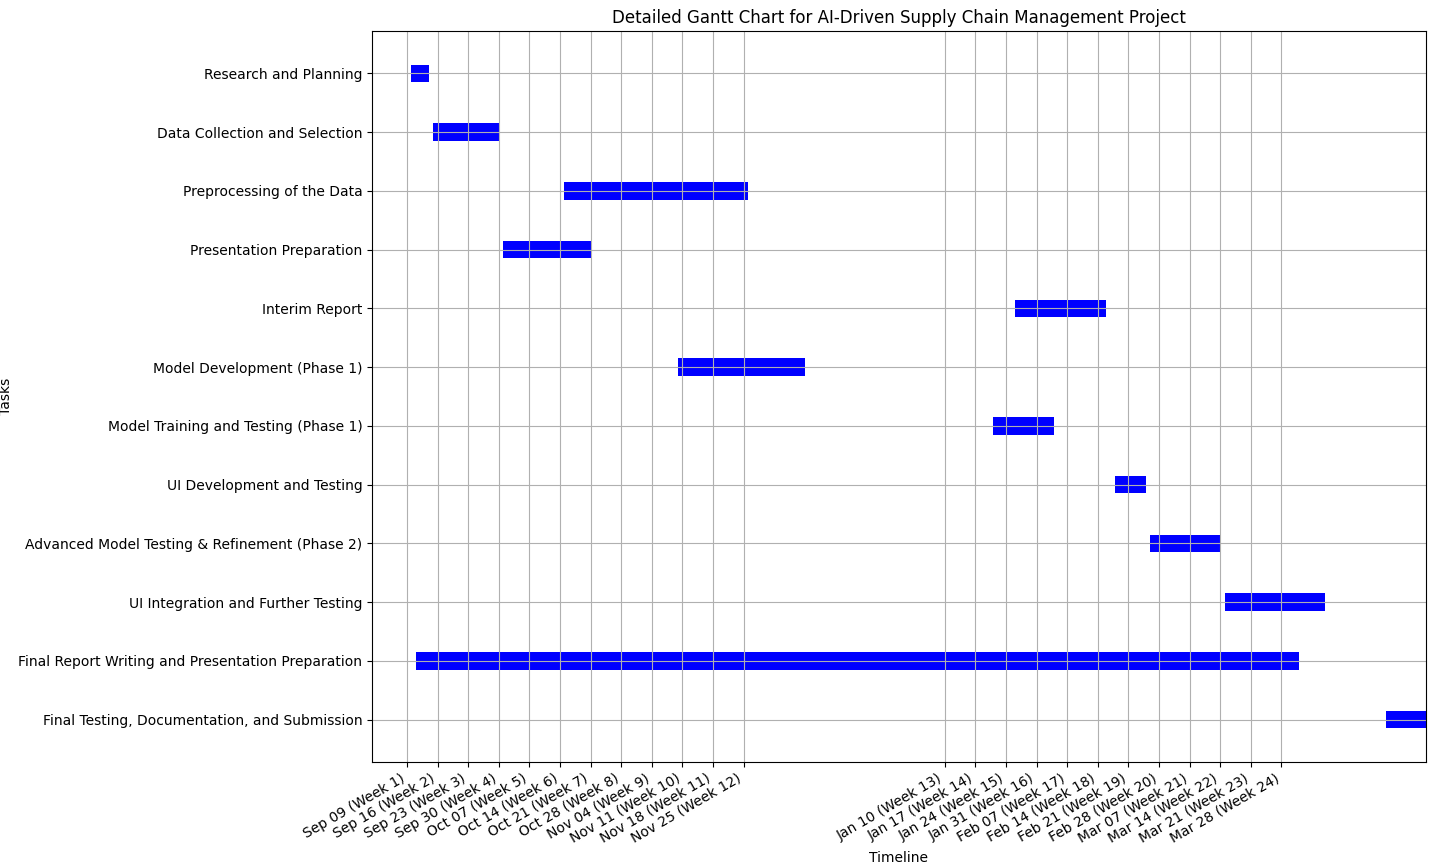 Detailed Gantt Chart for AI-Driven Supply Chain Management Project
Research and Planning
Data Collection and Selection
Preprocessing of the Data
Presentation Preparation
Interim Report
Model Development (Phase 1)
Tasks
Model Training and Testing (Phase 1)
UI Development and Testing
Advanced Model Testing & Refinement (Phase 2)
UI Integration and Further Testing
Final Report Writing and Presentation Preparation
Final Testing, Documentation, and Submission
Sep 09 (Week 1)
Sep 16 (Week 2)
Sep 23 (Week 3)
Sep 30 (Week 4)
Oct 07 (Week 5)
Oct 14 (Week 6)
Oct 21 (Week 7)
Oct 28 (Week 8)
Nov 04 (Week 9)
Nov 11 (Week 10)
Nov 18 (Week 11)
Nov 25 (Week 12)
Jan 10 (Week 13)
Jan 17 (Week 14)
Jan 24 (Week 15)
Jan 31 (Week 16)
Feb 07 (Week 17)
Feb 14 (Week 18)
Feb 21 (Week 19)
Feb 28 (Week 20)
Mar 07 (Week 21)
Mar 14 (Week 22)
Mar 21 (Week 23)
Mar 28 (Week 24)
Timeline